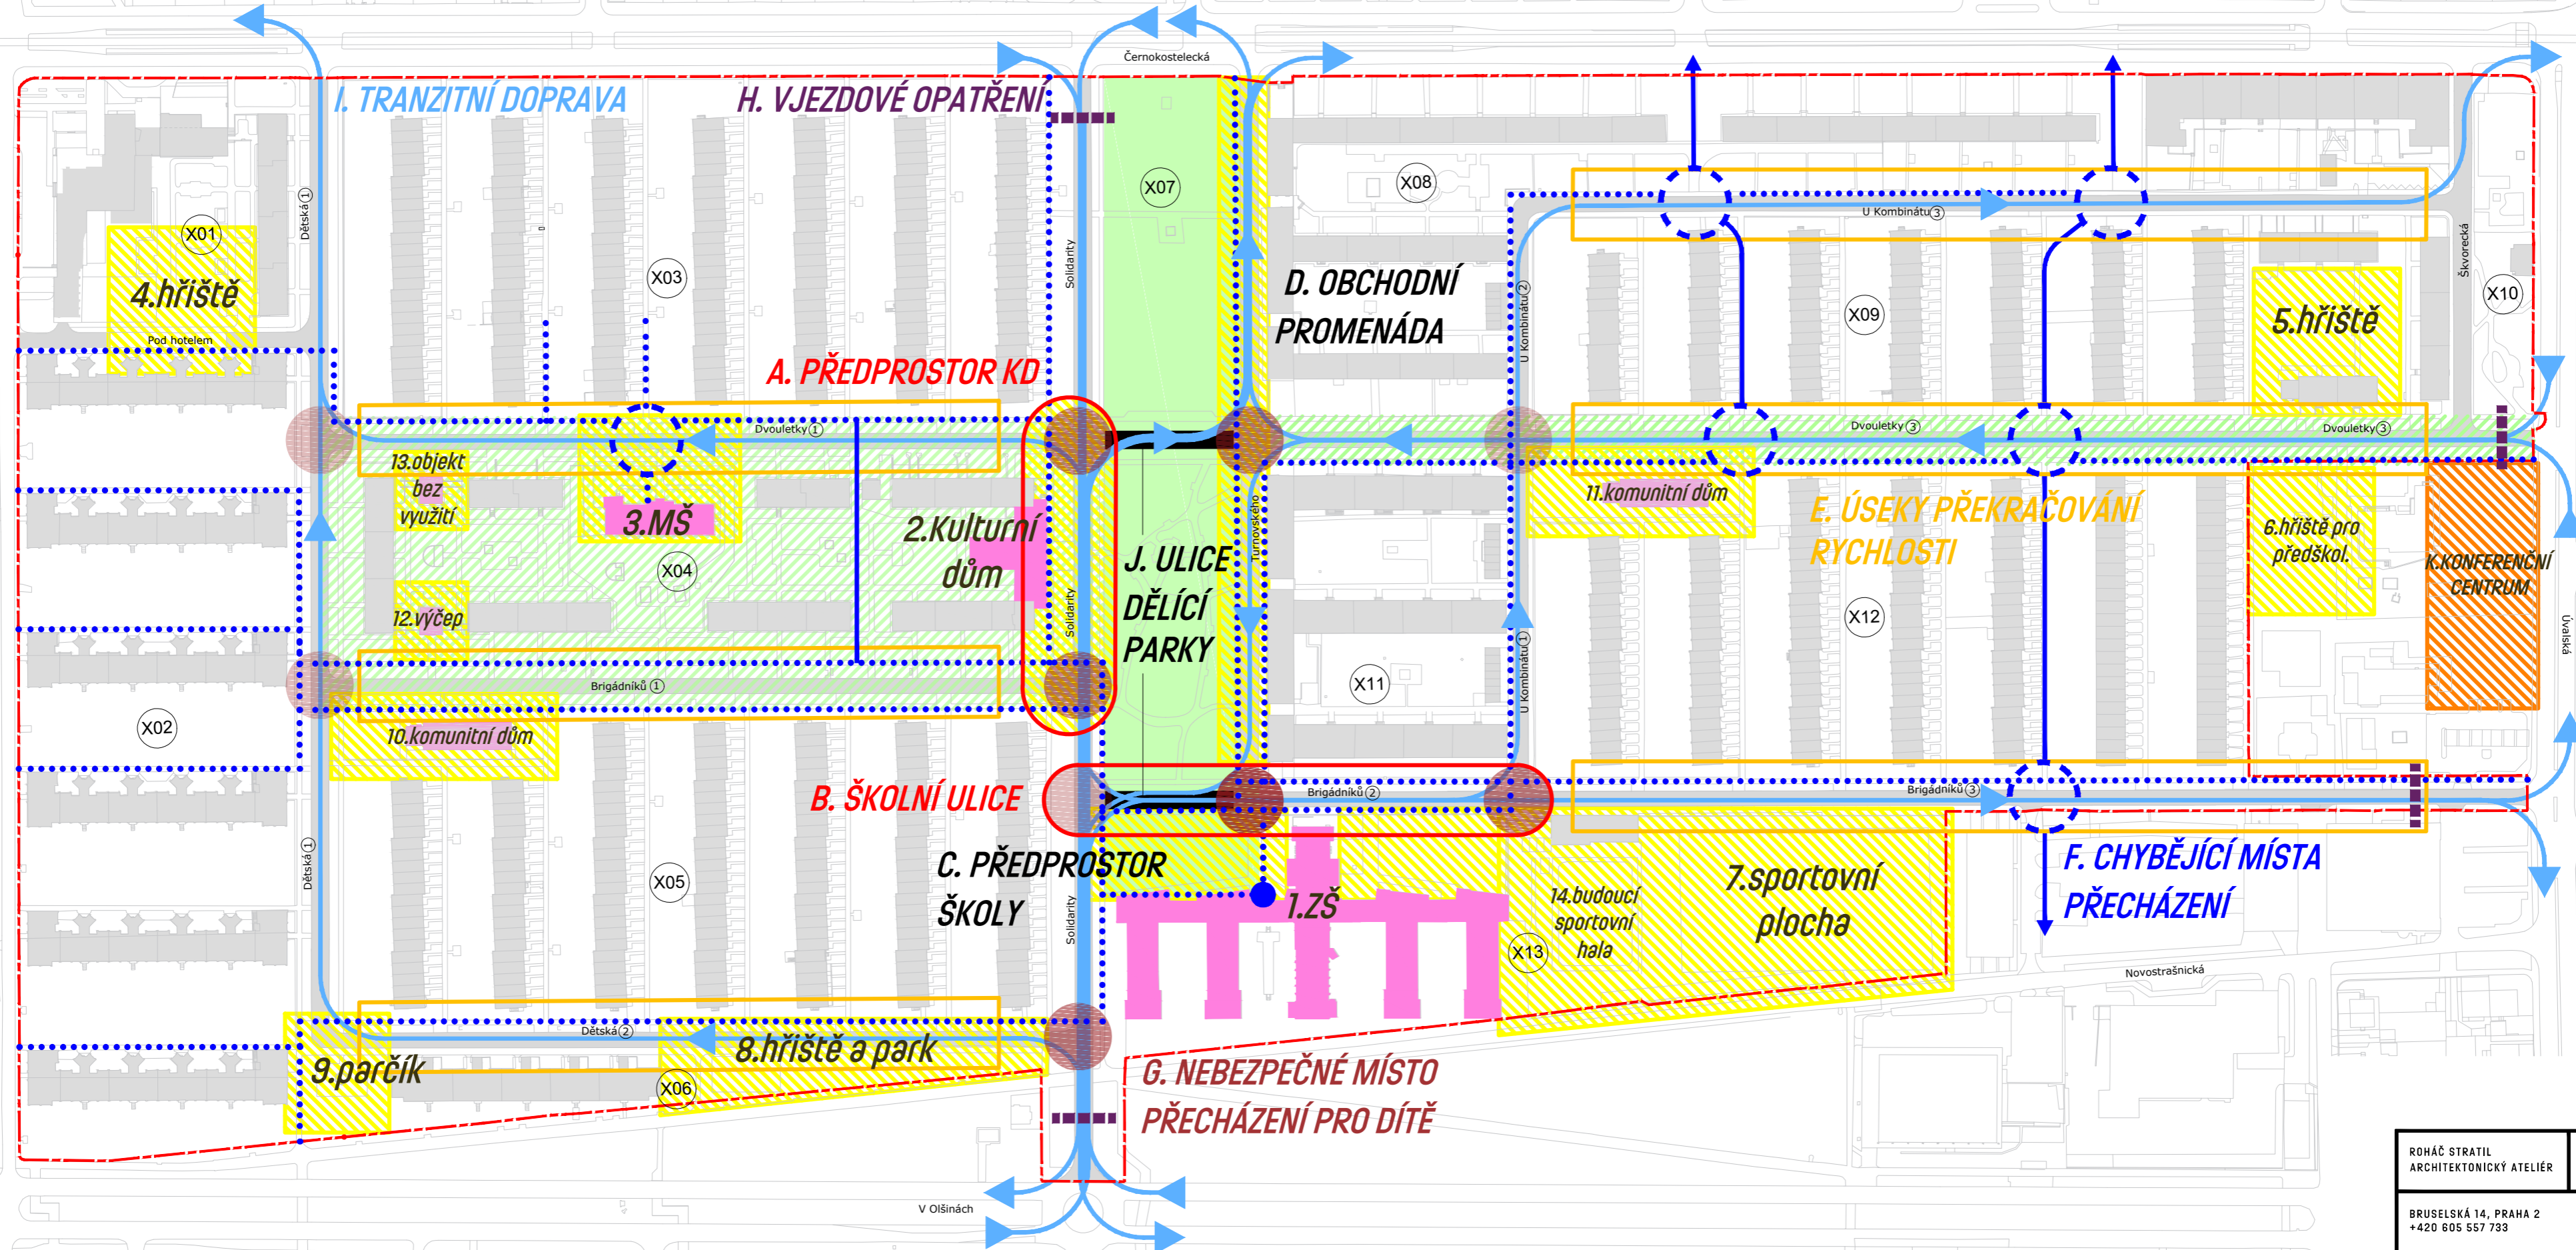 Černokostelecká
I. TRANZITNÍ DOPRAVA
H. VJEZDOVÉ OPATŘENÍ
X07
X08
X01
Dětská 1
4.hřiště
Pod hotelem
X03
Solidarity
D. OBCHODNÍ
PROMENÁDA
U Kombinátu 2
U Kombinátu 3
X09
5.hřiště
Škvorecká
X10
A. PŘEDPROSTOR KD
Dvouletky 1
Dvouletky 3
Dvouletky 3
13.objekt
bez
využití
3.MŠ
2.Kulturní
dům
X04
12.výčep
Solidarity
J. ULICE
DĚLÍCÍ
PARKY
Turnovského
11.komunitní dům
E. ÚSEKY PŘEKRAČOVÁNÍ
RYCHLOSTI
6.hřiště pro
předškol.
K.KONFERENČNÍ
CENTRUM
X12
Úvalská
U Kombinátu 1
X11
Brigádníků 1
X02
10.komunitní dům
B. ŠKOLNÍ ULICE
Brigádníků 2
Brigádníků 3
Dětská 1
X05
C. PŘEDPROSTOR
ŠKOLY
Solidarity
1.ZŠ
14.budoucí
sportovní
hala
7.sportovní
plocha
X13
F. CHYBĚJÍCÍ MÍSTA
PŘECHÁZENÍ
Novostrašnická
Dětská 2
8.hřiště a park
9.parčík
X06
G. NEBEZPEČNÉ MÍSTO
PŘECHÁZENÍ PRO DÍTĚ
V Olšinách
ROHÁČ STRATIL
ARCHITEKTONICKÝ ATELIÉR
BRUSELSKÁ 14, PRAHA 2
+420 605 557 733